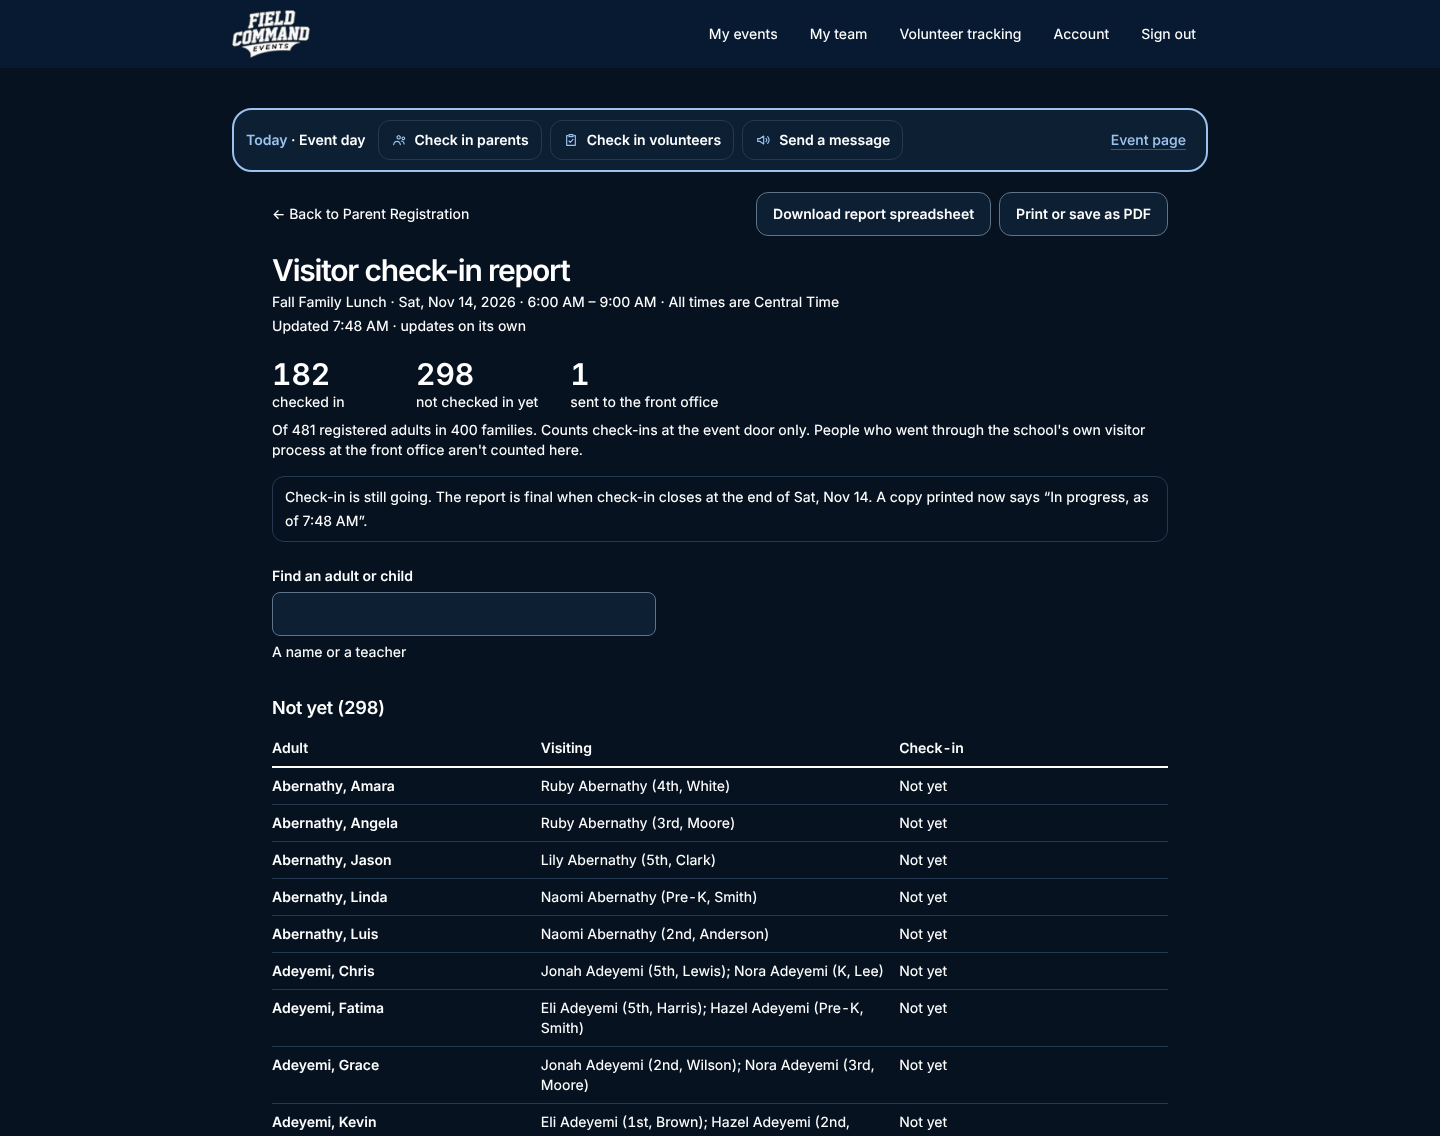 FIELD
COMMAND
EVENTS
My events
My team
Volunteer tracking
Account
Sign out
Today · Event day
Check in parents
Check in volunteers
Send a message
Event page
← Back to Parent Registration
Download report spreadsheet
Print or save as PDF
Visitor check-in report
Fall Family Lunch · Sat, Nov 14, 2026 · 6:00 AM – 9:00 AM · All times are Central Time
Updated 7:48 AM · updates on its own
182
checked in
298
not checked in yet
1
sent to the front office
Of 481 registered adults in 400 families. Counts check-ins at the event door only. People who went through the school's own visitor
process at the front office aren't counted here.
Check-in is still going. The report is final when check-in closes at the end of Sat, Nov 14. A copy printed now says “In progress, as
of 7:48 AM”.
Find an adult or child
A name or a teacher
Not yet (298)
Adult Visiting Check-in
Abernathy, Amara Ruby Abernathy (4th, White) Not yet
Abernathy, Angela Ruby Abernathy (3rd, Moore) Not yet
Abernathy, Jason Lily Abernathy (5th, Clark) Not yet
Abernathy, Linda Naomi Abernathy (Pre-K, Smith) Not yet
Abernathy, Luis Naomi Abernathy (2nd, Anderson) Not yet
Adeyemi, Chris Jonah Adeyemi (5th, Lewis); Nora Adeyemi (K, Lee) Not yet
Adeyemi, Fatima Eli Adeyemi (5th, Harris); Hazel Adeyemi (Pre-K, Not yet
Smith)
Adeyemi, Grace Jonah Adeyemi (2nd, Wilson); Nora Adeyemi (3rd, Not yet
Moore)
Adeyemi, Kevin Eli Adeyemi (1st, Brown); Hazel Adeyemi (2nd, Not yet